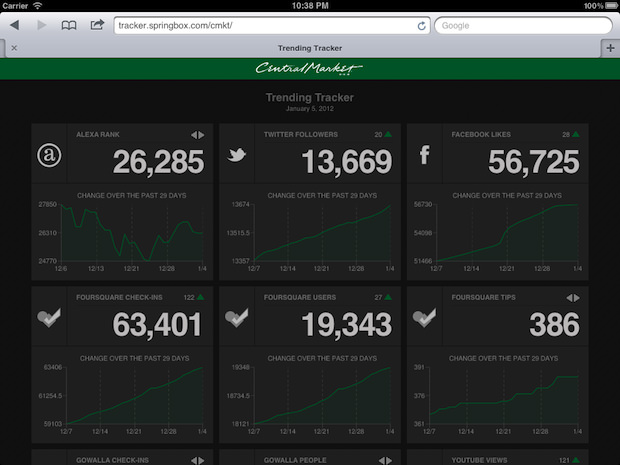 Carrier 10:38 PM 100%
tracker.springbox.com/cmkt/ Google
Trending Tracker
Central Market
H-E-B
Trending Tracker
January 5, 2012
ALEXA RANK
26,285
CHANGE OVER THE PAST 29 DAYS
27850
26310
24770
12/6 12/13 12/21 12/28 1/4
TWITTER FOLLOWERS 20
13,669
CHANGE OVER THE PAST 29 DAYS
13674
13515.5
13357
12/7 12/14 12/21 12/28 1/4
FACEBOOK LIKES 28
56,725
CHANGE OVER THE PAST 29 DAYS
56730
54098
51466
12/7 12/14 12/21 12/28 1/4
FOURSQUARE CHECK-INS 122
63,401
CHANGE OVER THE PAST 29 DAYS
63406
61254.5
59103
12/7 12/14 12/21 12/28 1/4
FOURSQUARE USERS 27
19,343
CHANGE OVER THE PAST 29 DAYS
19348
18734.5
18121
12/7 12/14 12/21 12/28 1/4
FOURSQUARE TIPS
386
CHANGE OVER THE PAST 29 DAYS
391
376
361
12/7 12/14 12/21 12/28 1/4
GOWALLA CHECK-INS
GOWALLA PEOPLE
YOUTUBE VIEWS 121